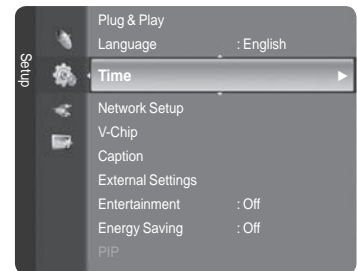 Setup
Plug & Play
Language : English
Time
Network Setup
V-Chip
Caption
External Settings
Entertainment : Off
Energy Saving : Off
PIP